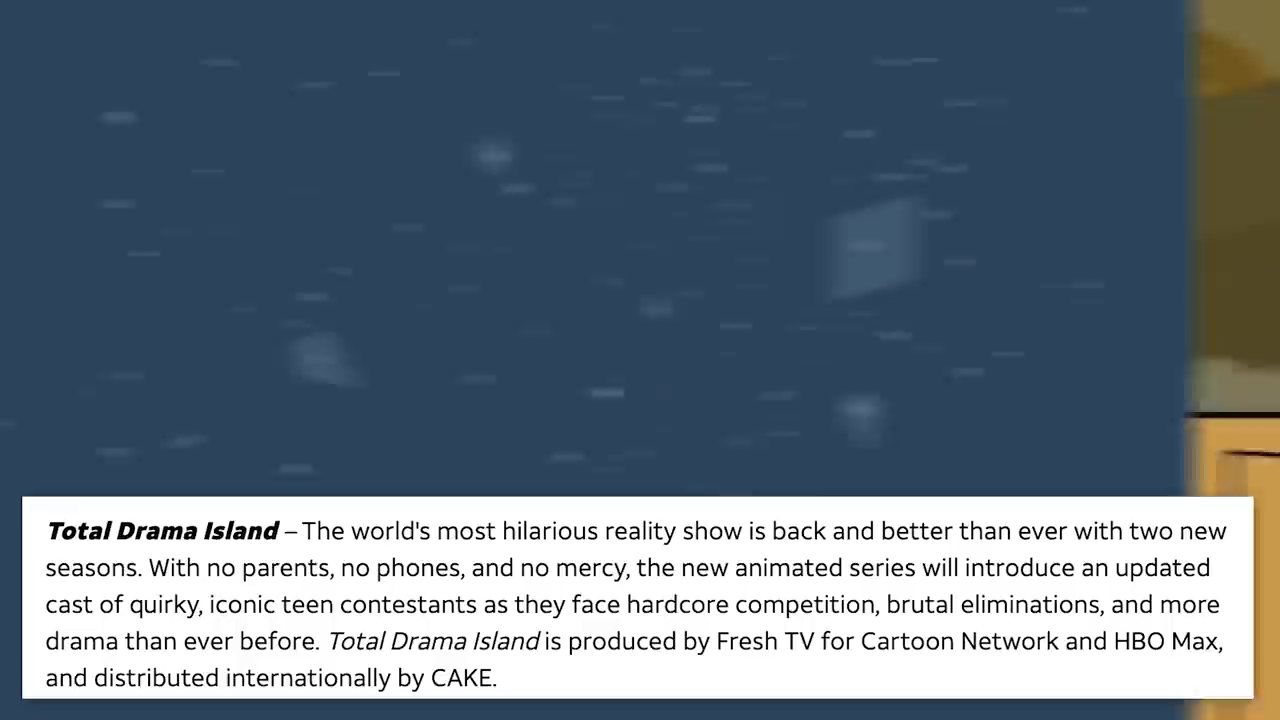 Total Drama Island – The world's most hilarious reality show is back and better than ever with two new
seasons. With no parents, no phones, and no mercy, the new animated series will introduce an updated
cast of quirky, iconic teen contestants as they face hardcore competition, brutal eliminations, and more
drama than ever before. Total Drama Island is produced by Fresh TV for Cartoon Network and HBO Max,
and distributed internationally by CAKE.